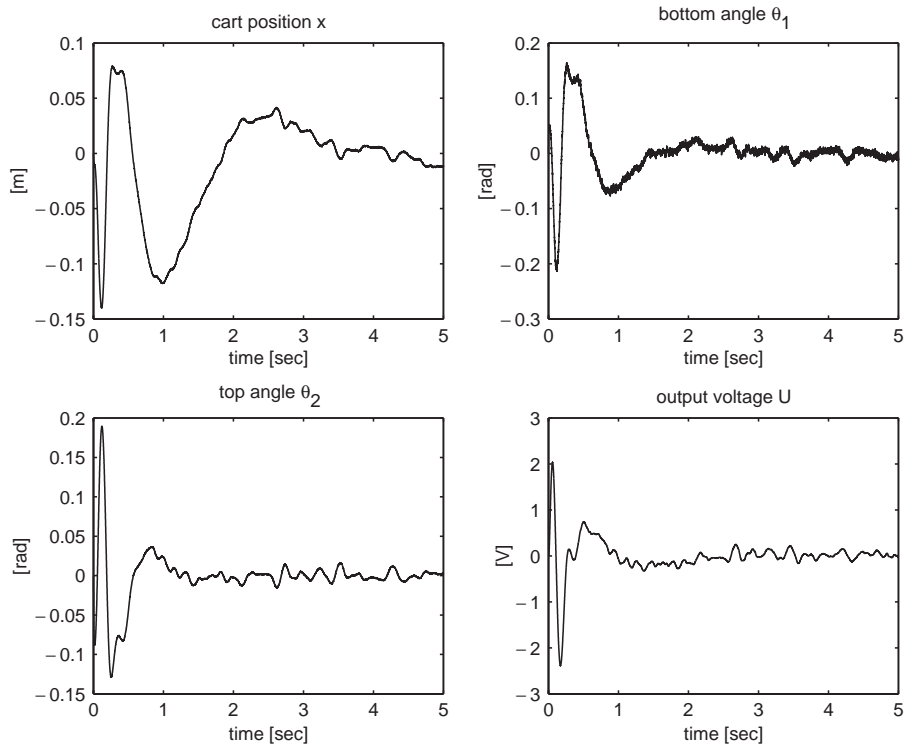 cart position x
0.1
0.05
0
−0.05
−0.1
−0.15
[m]
0 1 2 3 4 5
time [sec]
bottom angle θ1
0.2
0.1
0
−0.1
−0.2
−0.3
[rad]
0 1 2 3 4 5
time [sec]
top angle θ2
0.2
0.15
0.1
0.05
0
−0.05
−0.1
−0.15
[rad]
0 1 2 3 4 5
time [sec]
output voltage U
3
2
1
0
−1
−2
−3
[V]
0 1 2 3 4 5
time [sec]